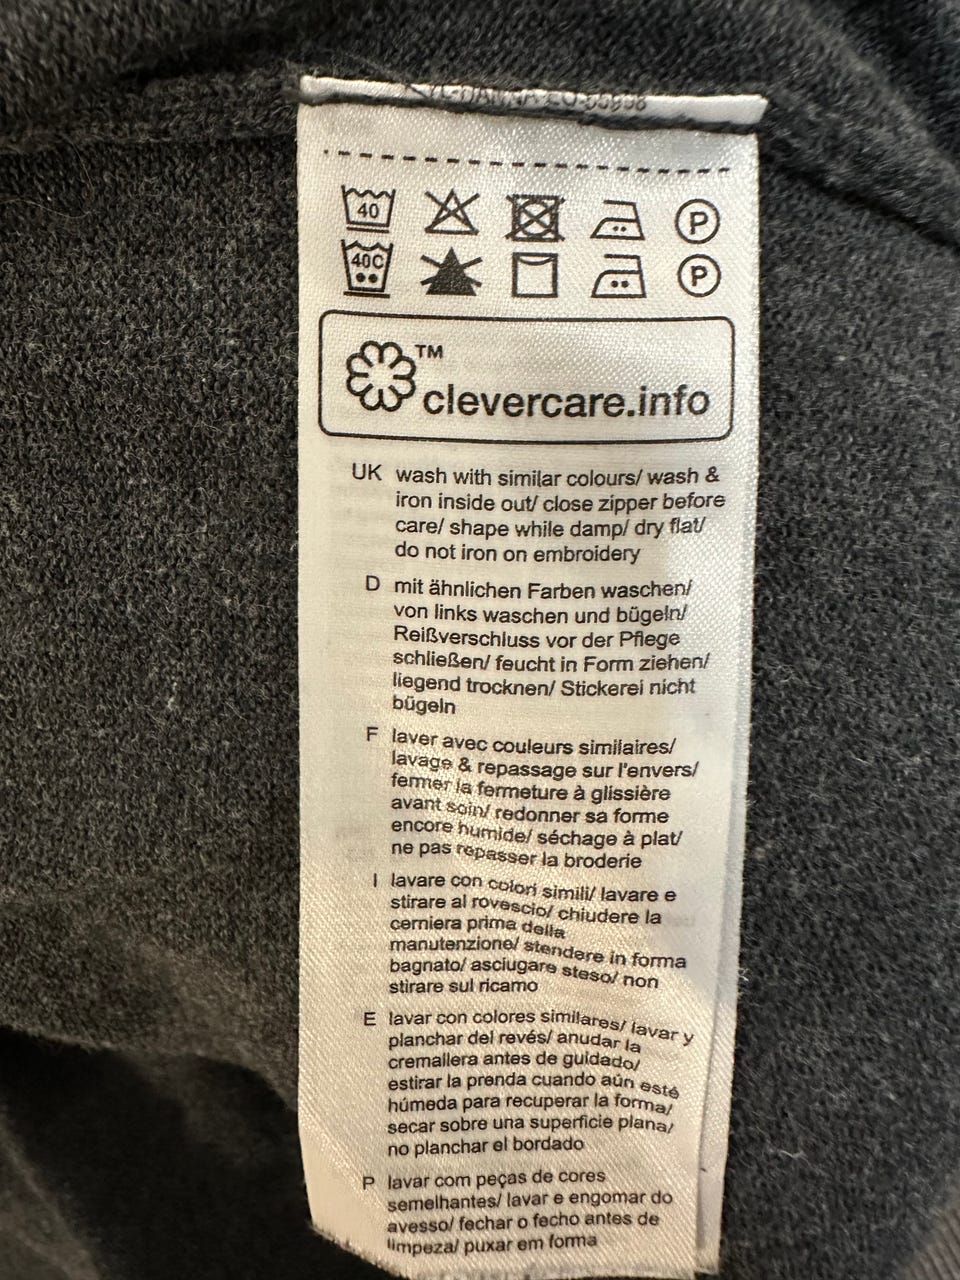 40 P
40C P
TM
clevercare.info
UK wash with similar colours/ wash &
iron inside out/ close zipper before
care/ shape while damp/ dry flat/
do not iron on embroidery
D mit ähnlichen Farben waschen/
von links waschen und bügeln/
Reißverschluss vor der Pflege
schließen/ feucht in Form ziehen/
liegend trocknen/ Stickerei nicht
bügeln
F laver avec couleurs similaires/
lavage & repassage sur l'envers/
fermer la fermeture à glissière
avant soin/ redonner sa forme
encore humide/ séchage à plat/
ne pas repasser la broderie
I lavare con colori simili/ lavare e
stirare al rovescio/ chiudere la
cerniera prima della
manutenzione/ stendere in forma
bagnato/ asciugare steso/ non
stirare sul ricamo
E lavar con colores similares/ lavar y
planchar del revés/ anudar la
cremallera antes de guidado/
estirar la prenda cuando aún esté
húmeda para recuperar la forma/
secar sobre una superficie plana/
no planchar el bordado
P lavar com peças de cores
semelhantes/ lavar e engomar do
avesso/ fechar o fecho antes de
limpeza/ puxar em forma